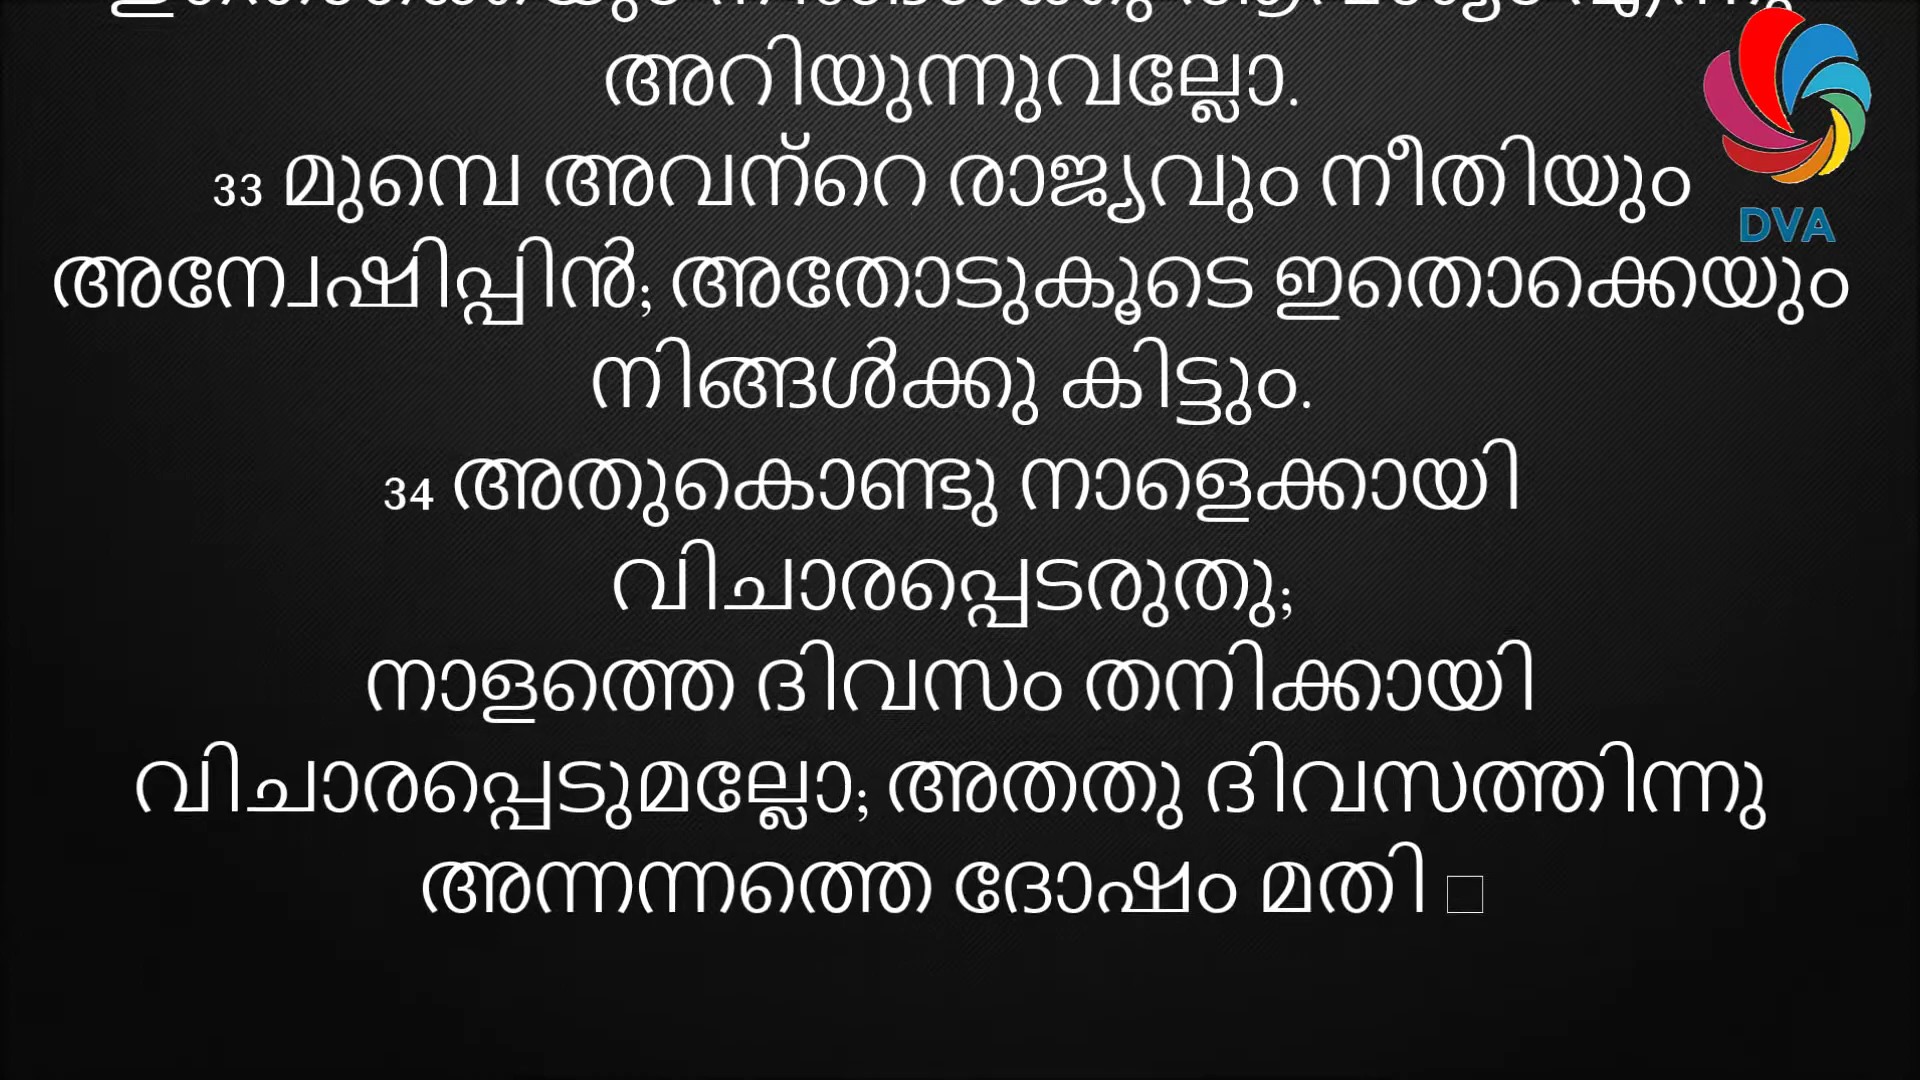 അറിയുന്നുവല്ലോ.
33 മുമ്പെ അവന്റെ രാജ്യവും നീതിയും
അന്വേഷിപ്പിൻ; അതോടുകൂടെ ഇതൊക്കെയും
നിങ്ങൾക്കു കിട്ടും.
34 അതുകൊണ്ടു നാളെക്കായി
വിചാരപ്പെടരുതു;
നാളത്തെ ദിവസം തനിക്കായി
വിചാരപ്പെടുമല്ലോ; അതതു ദിവസത്തിന്നു
അന്നന്നത്തെ ദോഷം മതി
DVA